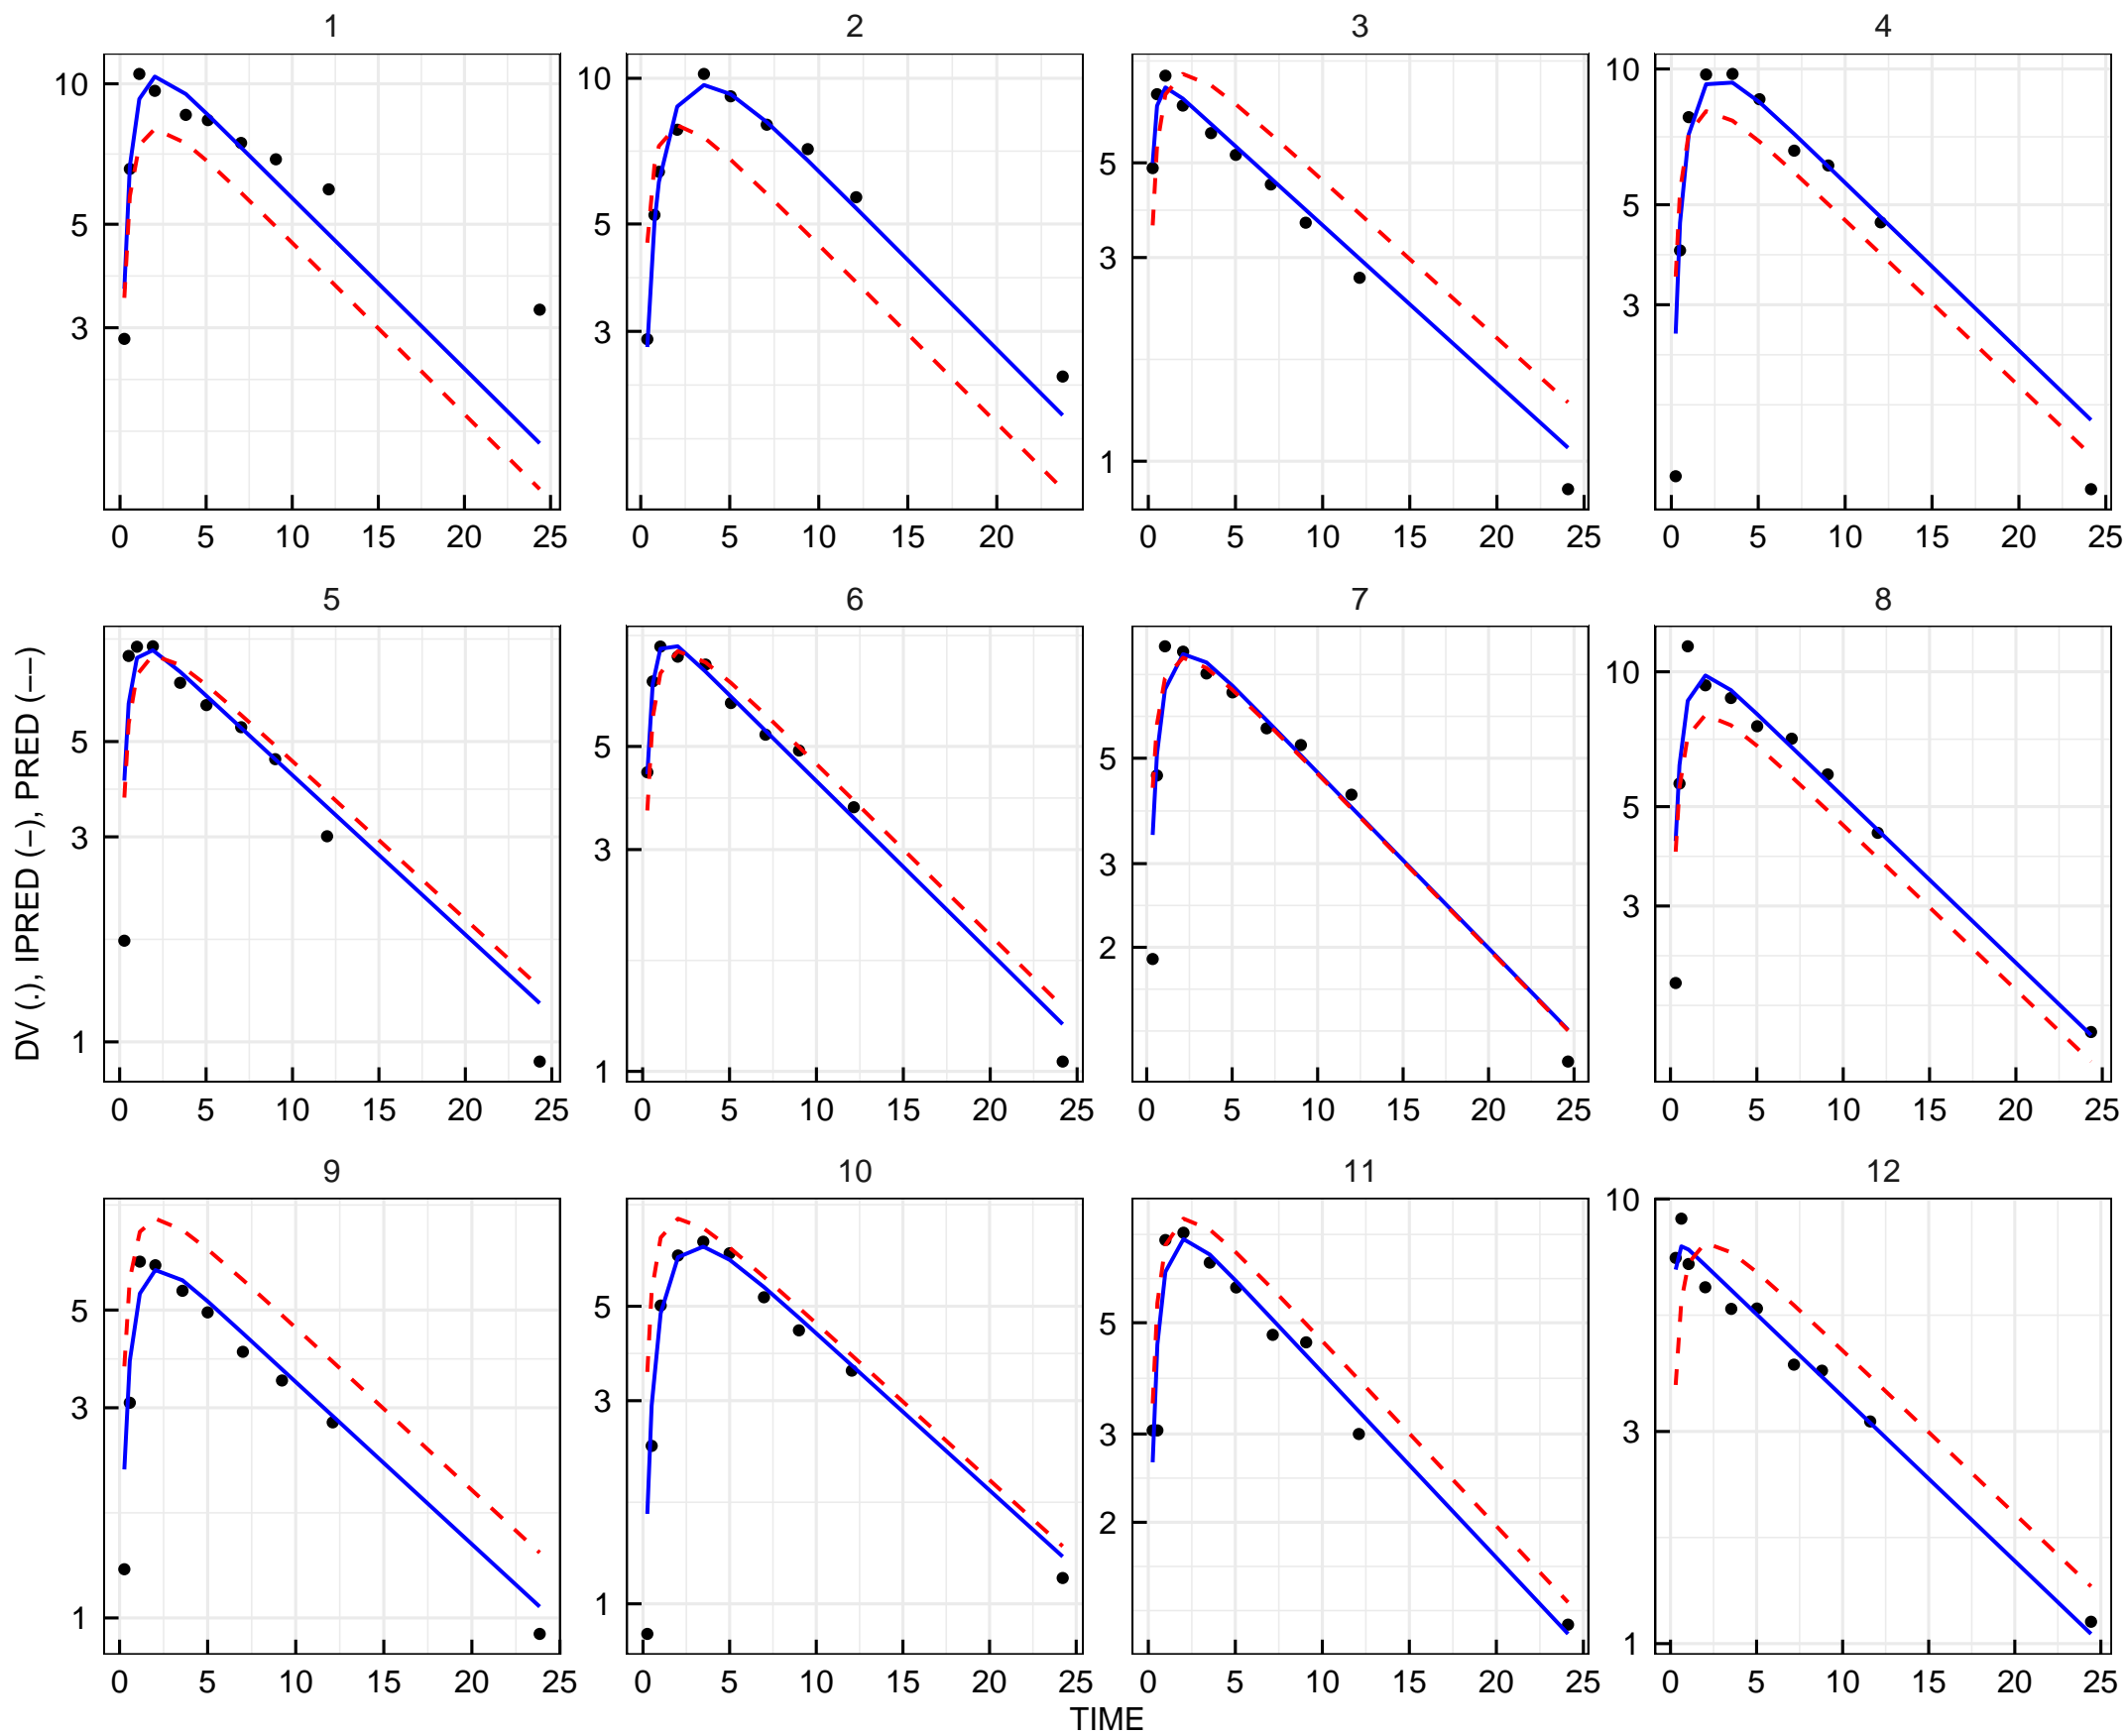 1 2 3 4
10 10 10
5 5 5 5
3 3 3 3
1
0 5 10 15 20 25 0 5 10 15 20 0 5 10 15 20 25 0 5 10 15 20 25
5 6 7 8
10
5 5 5 5
3 3 3 3
2
1 1
0 5 10 15 20 25 0 5 10 15 20 25 0 5 10 15 20 25 0 5 10 15 20 25
DV (.), IPRED (−), PRED (−−)
9 10 11 12
10
5 5 5
3 3 3 3
2
1 1 1
0 5 10 15 20 25 0 5 10 15 20 25 0 5 10 15 20 25 0 5 10 15 20 25
TIME